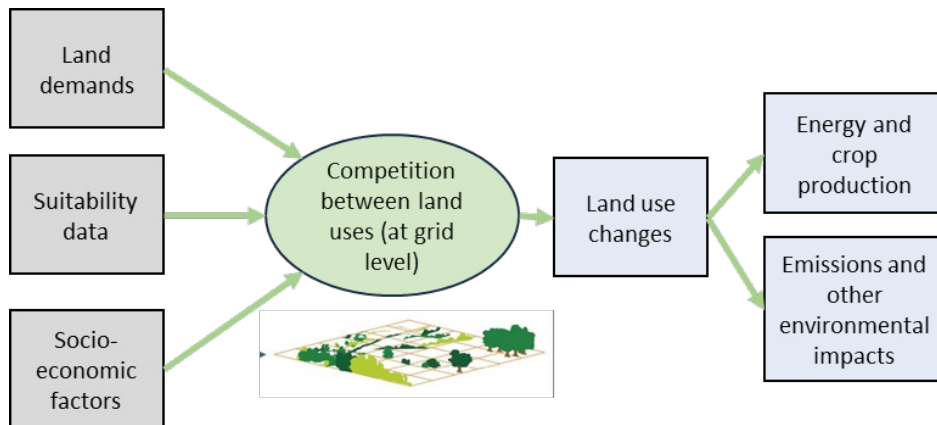 Land
demands
Suitability
data
Socio-
economic
factors
Competition
between land
uses (at grid
level)
Land use
changes
Energy and
crop
production
Emissions and
other
environmental
impacts